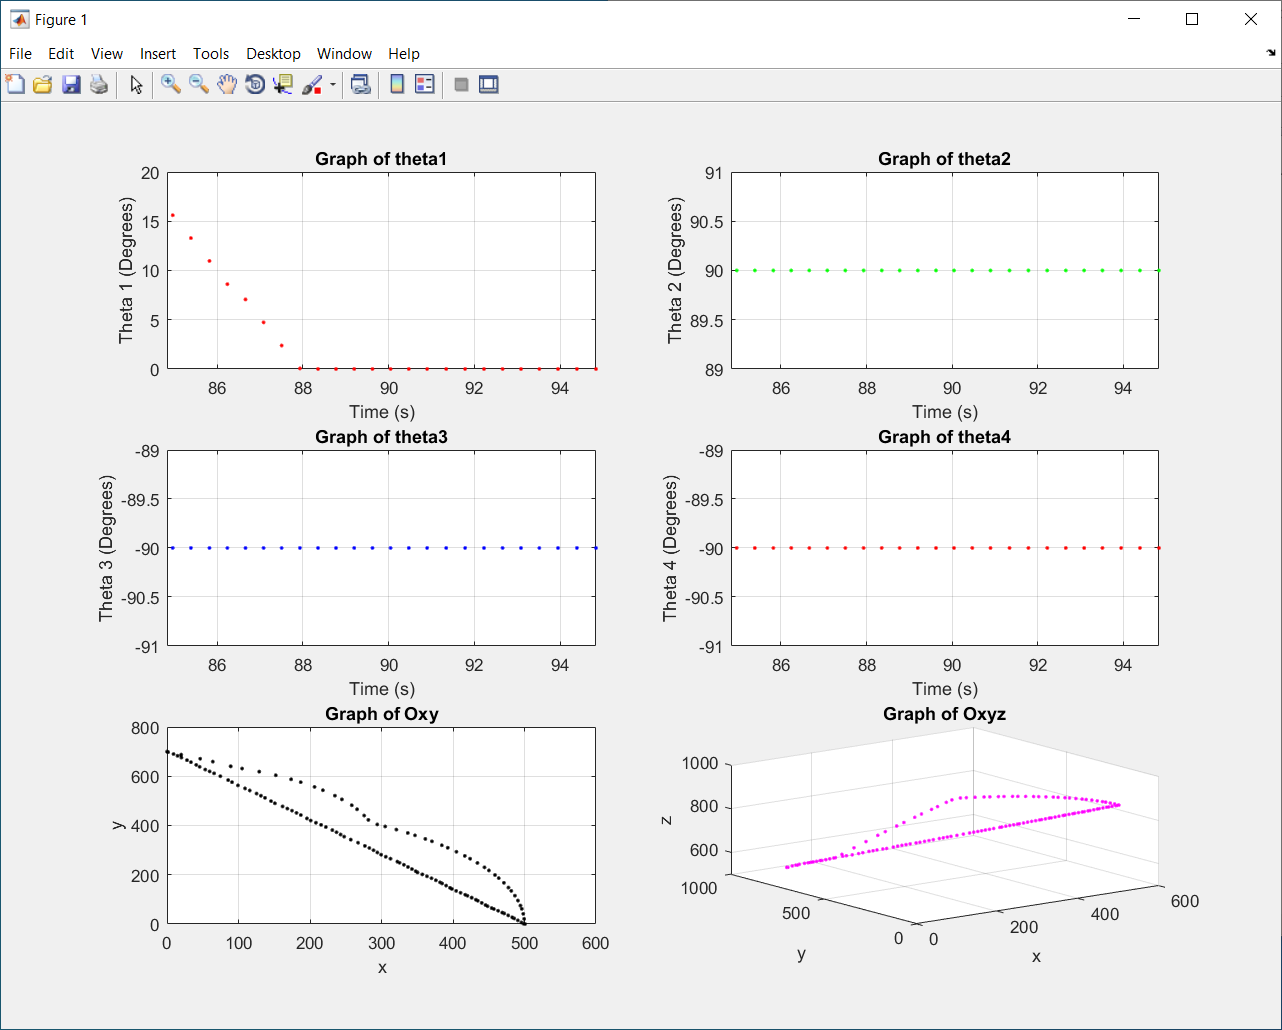 Figure 1
File Edit View Insert Tools Desktop Window Help
Graph of theta1
20
15
10
5
0
Theta 1 (Degrees)
86 88 90 92 94
Time (s)
Graph of theta2
91
90.5
90
89.5
89
Theta 2 (Degrees)
86 88 90 92 94
Time (s)
Graph of theta3
-89
-89.5
-90
-90.5
-91
Theta 3 (Degrees)
86 88 90 92 94
Time (s)
Graph of theta4
-89
-89.5
-90
-90.5
-91
Theta 4 (Degrees)
86 88 90 92 94
Time (s)
Graph of Oxy
800
600
400
200
0
y
0 100 200 300 400 500 600
x
Graph of Oxyz
1000
800
600
z
1000
500
0
y
0
200
400
600
x